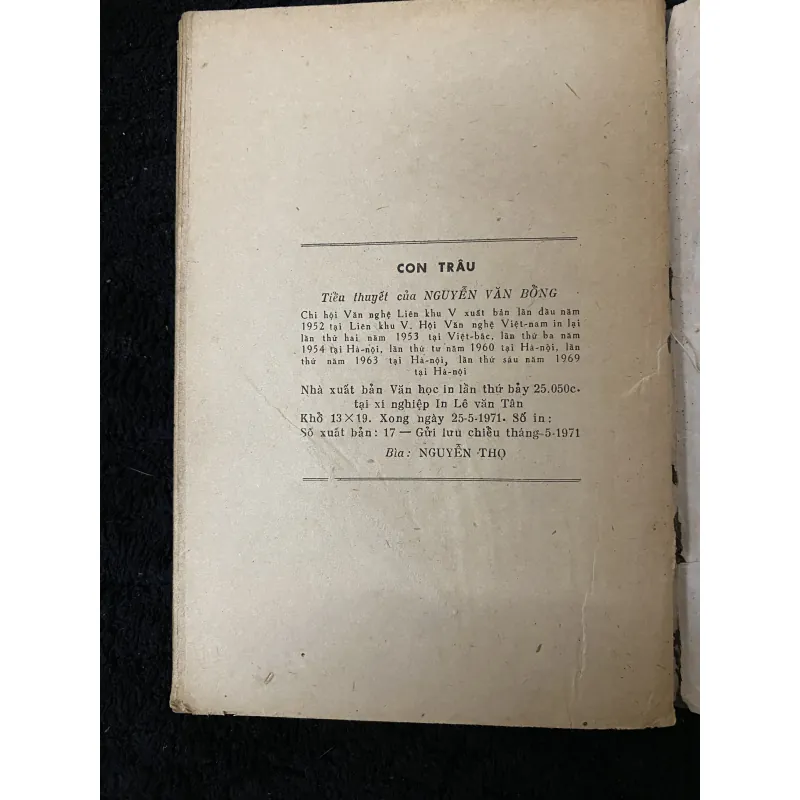 CON TRÂU
Tiểu thuyết của NGUYỄN VĂN BỔNG
Chi hội Văn nghệ Liên khu V xuất bản lần đầu năm
1952 tại Liên khu V. Hội Văn nghệ Việt-nam in lại
lần thứ hai năm 1953 tại Việt-bắc, lần thứ ba năm
1954 tại Hà-nội, lần thứ tư năm 1960 tại Hà-nội, lần
thứ năm 1963 tại Hà-nội, lần thứ sáu năm 1969
tại Hà-nội
Nhà xuất bản Văn học in lần thứ bẩy 25.050c.
tại xí nghiệp In Lê văn Tân
Khổ 13×19. Xong ngày 25-5-1971. Số in:
Số xuất bản: 17 — Gửi lưu chiểu tháng-5-1971
Bìa: NGUYỄN THỌ